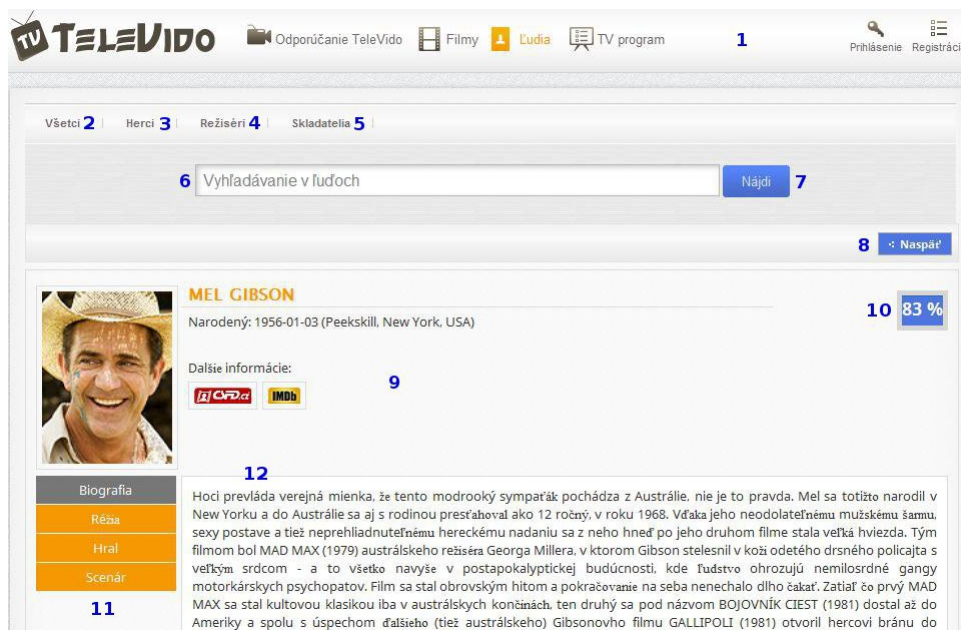 TV TELEVIDO Odporúčanie TeleVido Filmy Ľudia TV program 1 Prihlásenie Registráci
Všetci 2 Herci 3 Režiséri 4 Skladatelia 5
6 Vyhľadávanie v ľuďoch Nájdi 7
8 Naspäť
MEL GIBSON 10 83 %
Narodený: 1956-01-03 (Peekskill, New York, USA)
Dalšie informácie: 9
ČSFD.cz IMDb
12
Biografia
Réžia
Hral
Scenár
11
Hoci prevláda verejná mienka, že tento modrooký sympaťák pochádza z Austrálie, nie je to pravda. Mel sa totižto narodil v
New Yorku a do Austrálie sa aj s rodinou presťahoval ako 12 ročný, v roku 1968. Vďaka jeho neodolateľnému mužskému šarmu,
sexy postave a tiež neprehliadnuteľnému hereckému nadaniu sa z neho hneď po jeho druhom filme stala veľká hviezda. Tým
filmom bol MAD MAX (1979) austrálskeho režiséra Georga Millera, v ktorom Gibson stelesnil v koži odetého drsného policajta s
veľkým srdcom - a to všetko navyše v postapokalyptickej budúcnosti, kde ľudstvo ohrozujú nemilosrdné gangy
motorkárskych psychopatov. Film sa stal obrovským hitom a pokračovanie na seba nenechalo dlho čakať. Zatiaľ čo prvý MAD
MAX sa stal kultovou klasikou iba v austrálskych končinách, ten druhý sa pod názvom BOJOVNÍK CIEST (1981) dostal až do
Ameriky a spolu s úspechom ďalšieho (tiež austrálskeho) Gibsonovho filmu GALLIPOLI (1981) otvoril hercovi bránu do